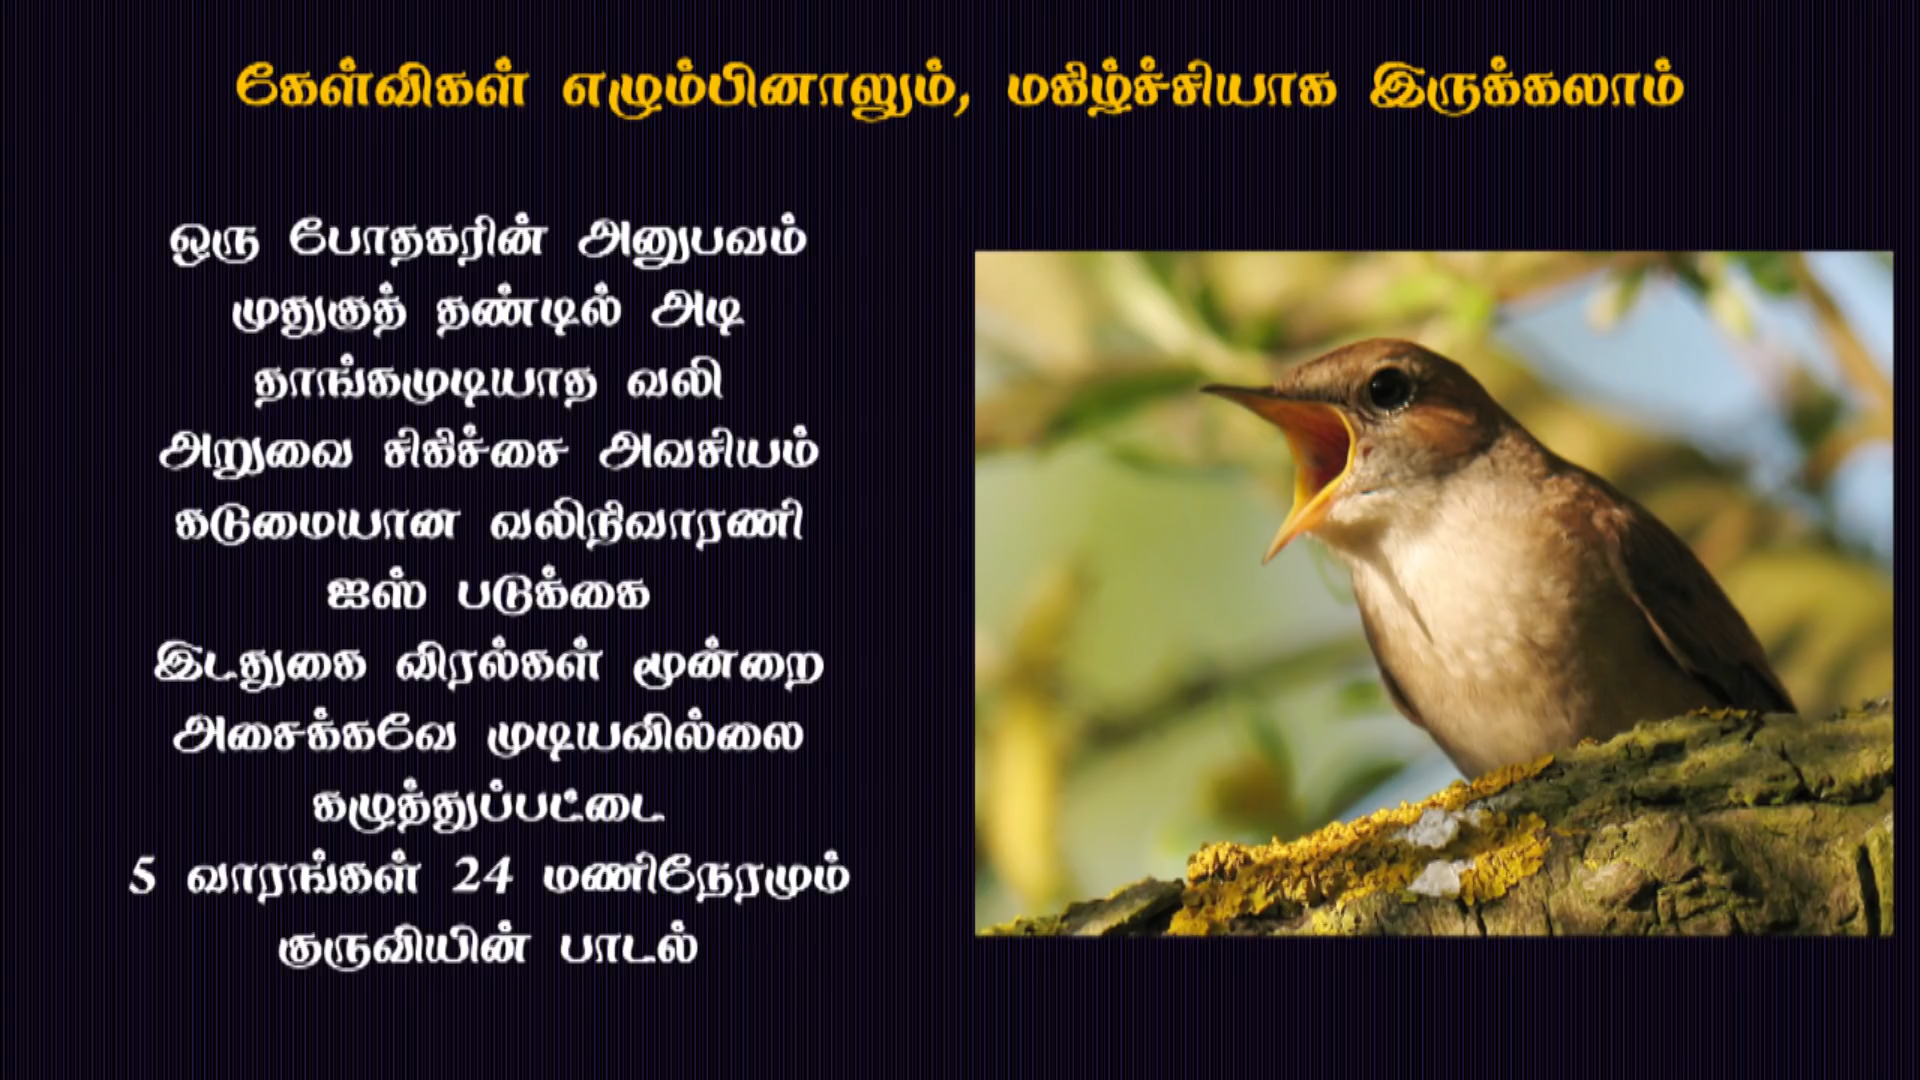 கேள்விகள் எழும்பினாலும், மகிழ்ச்சியாக இருக்கலாம்
ஒரு போதகரின் அனுபவம்
முதுகுத் தண்டில் அடி
தாங்கமுடியாத வலி
அறுவை சிகிச்சை அவசியம்
கடுமையான வலிநிவாரணி
ஐஸ் படுக்கை
இடதுகை விரல்கள் மூன்றை
அசைக்கவே முடியவில்லை
கழுத்துப்பட்டை
5 வாரங்கள் 24 மணிநேரமும்
குருவியின் பாடல்